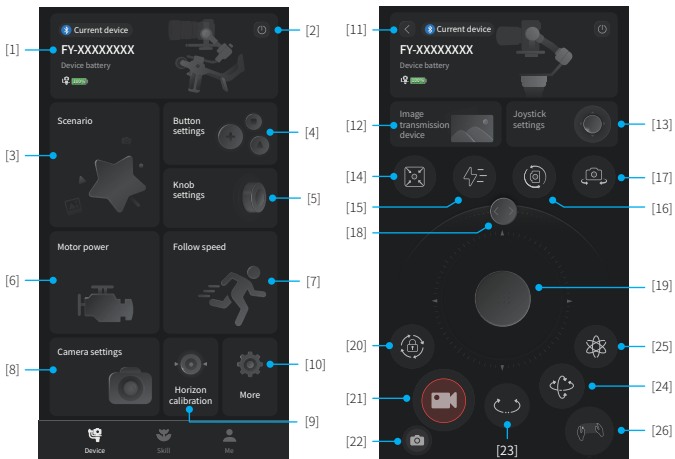 [1]
Current device
FY-XXXXXXXX
Device battery
100%
[2]
Scenario
[3]
Button
settings
[4]
Knob
settings
[5]
Motor power
[6]
Follow speed
[7]
Camera settings
[8]
Horizon
calibration
[9]
More
[10]
Device
Skill
Me
[11]
Current device
FY-XXXXXXXX
Device battery
100%
[12]
Image
transmission
device
Joystick
settings
[13]
[14]
[15]
[16]
[17]
[18]
[19]
[20]
[21]
[22]
[23]
[24]
[25]
[26]